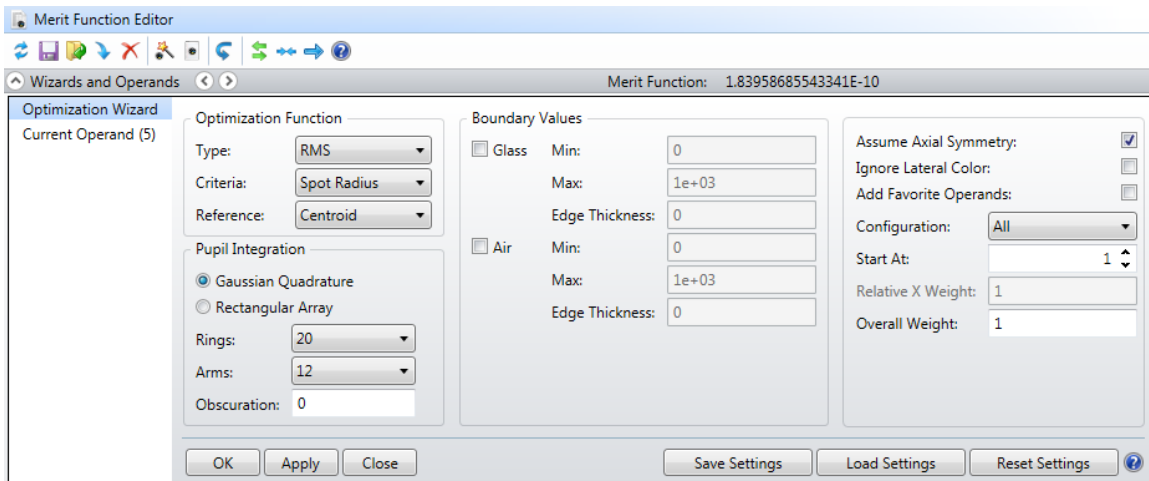 Merit Function Editor
Wizards and Operands Merit Function: 1.83958685543341E-10
Optimization Wizard
Current Operand (5)
Optimization Function
Type: RMS
Criteria: Spot Radius
Reference: Centroid
Pupil Integration
Gaussian Quadrature
Rectangular Array
Rings: 20
Arms: 12
Obscuration: 0
Boundary Values
Glass Min: 0
Max: 1e+03
Edge Thickness: 0
Air Min: 0
Max: 1e+03
Edge Thickness: 0
Assume Axial Symmetry:
Ignore Lateral Color:
Add Favorite Operands:
Configuration: All
Start At: 1
Relative X Weight: 1
Overall Weight: 1
OK Apply Close Save Settings Load Settings Reset Settings